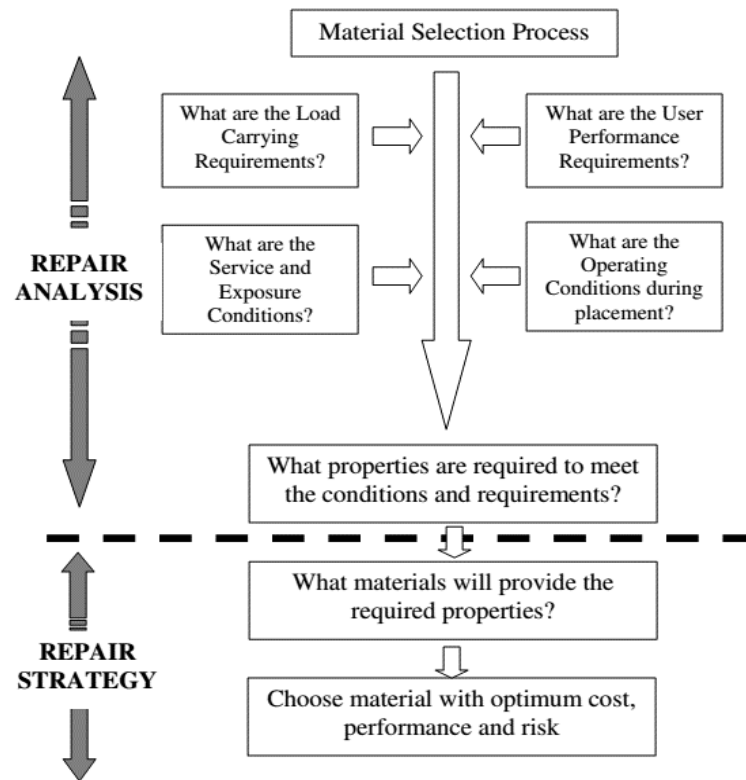 Material Selection Process
What are the Load
Carrying
Requirements?
What are the User
Performance
Requirements?
REPAIR
ANALYSIS
What are the
Service and
Exposure
Conditions?
What are the
Operating
Conditions during
placement?
What properties are required to meet
the conditions and requirements?
What materials will provide the
required properties?
REPAIR
STRATEGY
Choose material with optimum cost,
performance and risk